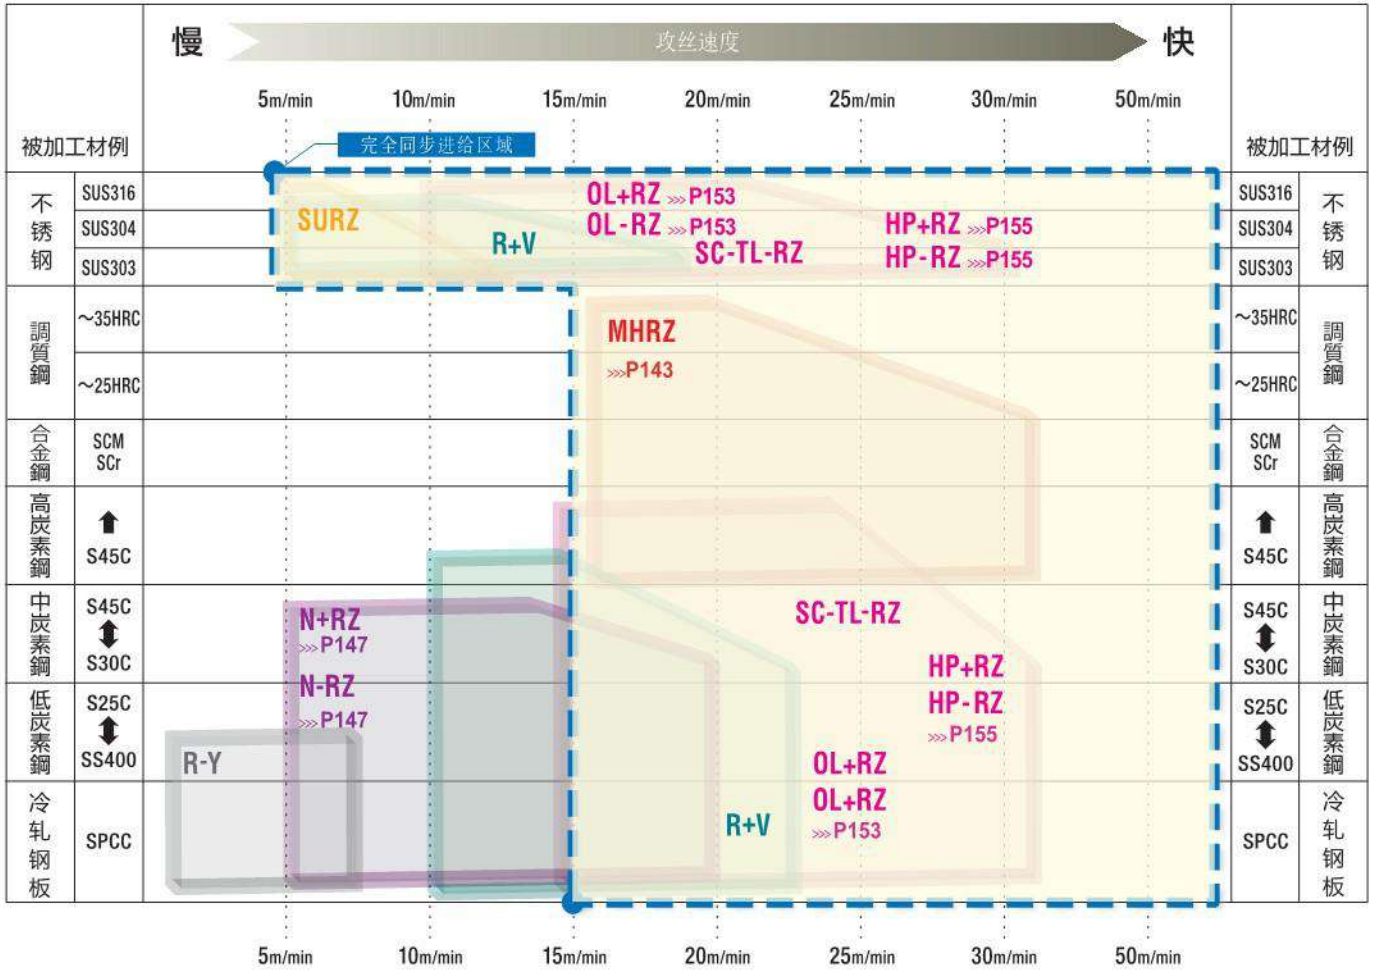 慢
攻丝速度
快
5m/min 10m/min 15m/min 20m/min 25m/min 30m/min 50m/min
被加工材例
完全同步进给区域
被加工材例
不锈钢
SUS316
SUS304
SUS303
調質鋼
～35HRC
～25HRC
合金鋼
SCM
SCr
高炭素鋼
S45C
中炭素鋼
S45C
S30C
低炭素鋼
S25C
SS400
冷轧钢板
SPCC
SURZ
R+V
OL+RZ >>>P153
OL-RZ >>>P153
SC-TL-RZ
HP+RZ >>>P155
HP-RZ >>>P155
MHRZ
>>>P143
N+RZ
>>>P147
N-RZ
>>>P147
R-Y
SC-TL-RZ
HP+RZ
HP-RZ
>>>P155
OL+RZ
OL+RZ
>>>P153
R+V
SUS316
SUS304
SUS303
不锈钢
～35HRC
～25HRC
調質鋼
SCM
SCr
合金鋼
S45C
高炭素鋼
S45C
S30C
中炭素鋼
S25C
SS400
低炭素鋼
SPCC
冷轧钢板
5m/min 10m/min 15m/min 20m/min 25m/min 30m/min 50m/min